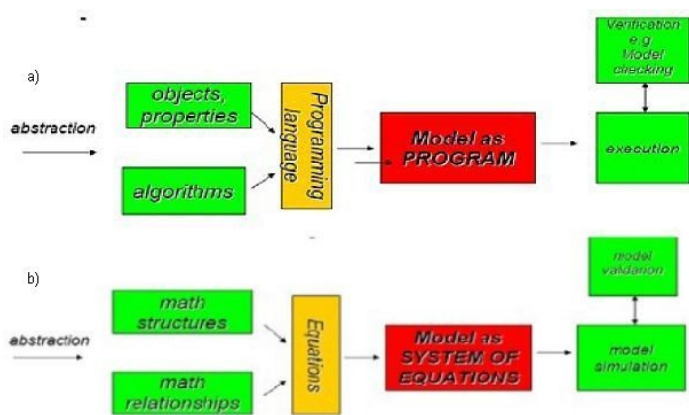 a)
abstraction
objects,
properties
algorithms
Programming
language
Model as
PROGRAM
Verification
e.g.
Model
checking
execution
b)
abstraction
math
structures
math
relationships
Equations
Model as
SYSTEM OF
EQUATIONS
model
validation
model
simulation